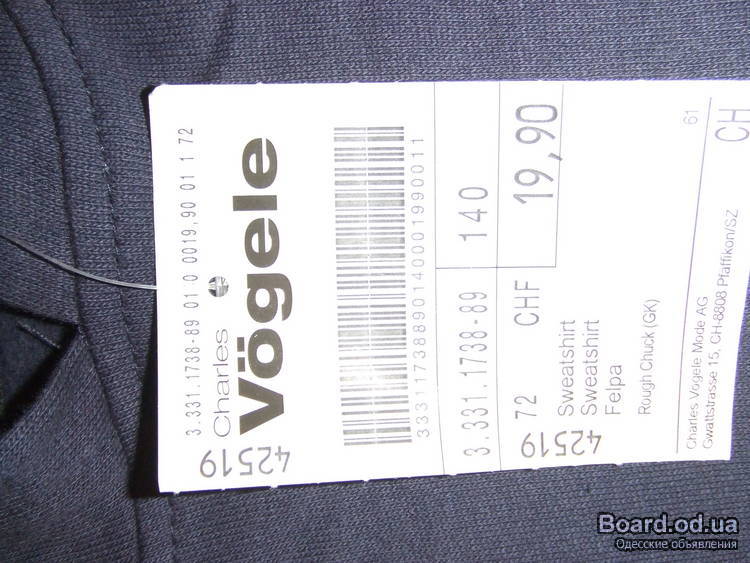 3.331.1738-89 01 0 0019,90 01 1 72
Charles
Vögele
42519
33311738890140001990011
3.331.1738-89 140
72 CHF 19,90
42519
Sweatshirt
Sweatshirt
Felpa
Rough Chuck (GK)
61
Charles Vögele Mode AG
Gwattstrasse 15, CH-8808 Pfäffikon/SZ
CH
Board.od.ua
Одесские объявления